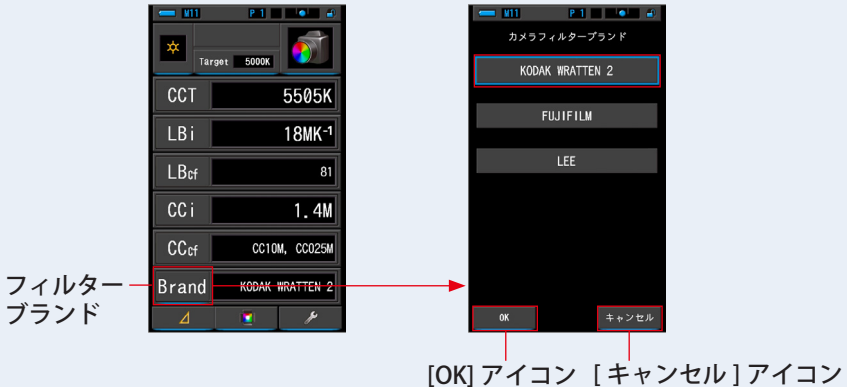 M11 P 1
Target 5000K
CCT 5505K
LBi 18MK⁻¹
LBcf 81
CCi 1.4M
CCcf CC10M, CC025M
Brand KODAK WRATTEN 2
フィルター
ブランド
M11 P 1
カメラフィルターブランド
KODAK WRATTEN 2
FUJIFILM
LEE
OK キャンセル
[OK] アイコン [ キャンセル ] アイコン